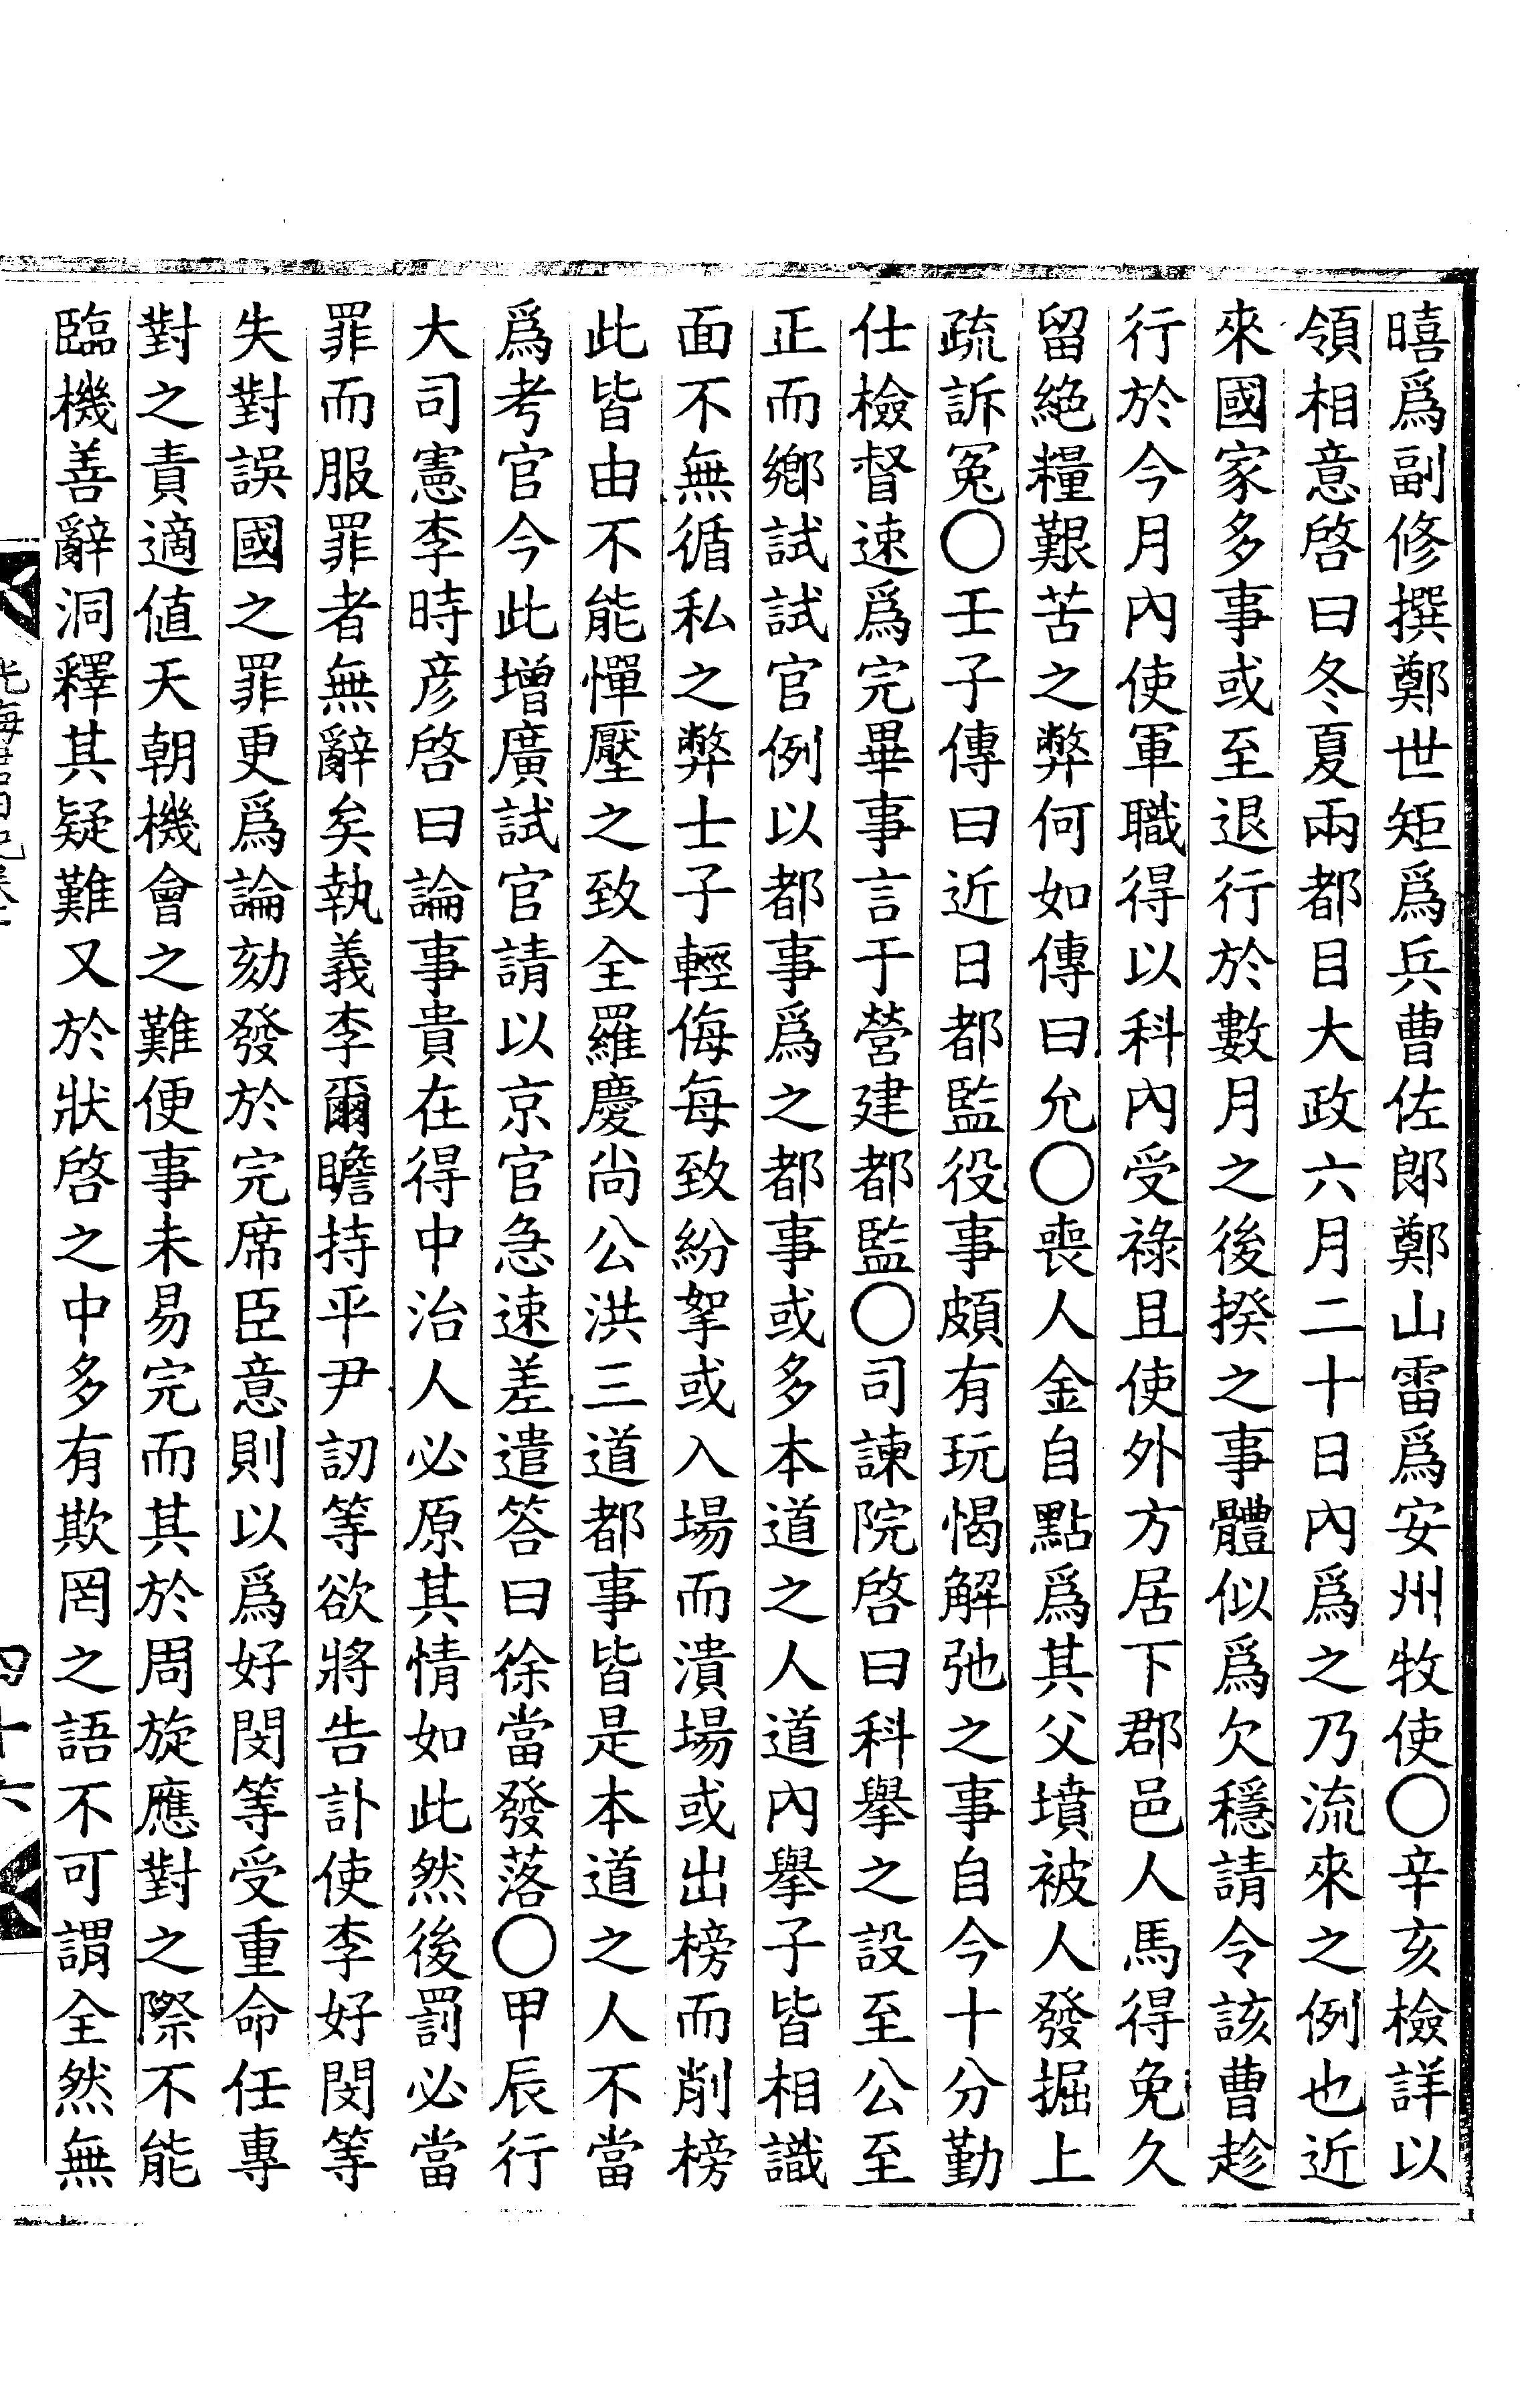 暿爲副修撰鄭世矩爲兵曹佐郎鄭山雷爲安州牧使○辛亥檢詳以
領相意啓曰冬夏兩都目大政六月二十日內爲之乃流來之例也近
來國家多事或至退行於數月之後揆之事體似爲欠穩請令該曹趁
行於今月內使軍職得以科內受祿且使外方居下郡邑人馬得免久
留絕糧艱苦之弊何如傳曰允○喪人金自點爲其父墳被人發掘上
疏訴冤○壬子傳曰近日都監役事頗有玩愒解弛之事自今十分勤
仕檢督速爲完畢事言于營建都監○司諫院啓曰科擧之設至公至
正而鄕試試官例以都事爲之都事或多本道之人道內擧子皆相識
面不無循私之弊士子輕侮每致紛挐或入場而潰場或出榜而削榜
此皆由不能憚壓之致全羅慶尙公洪三道都事皆是本道之人不當
爲考官今此增廣試官請以京官急速差遣答曰徐當發落○甲辰行
大司憲李時彦啓曰論事貴在得中治人必原其情如此然後罰必當
罪而服罪者無辭矣執義李爾瞻持平尹訒等欲將告訃使李好閔等
失對誤國之罪更爲論劾發於完席臣意則以爲好閔等受重命任專
對之責適値天朝機會之難便事未易完而其於周旋應對之際不能
臨機善辭洞釋其疑難又於狀啓之中多有欺罔之語不可謂全然無
四十六